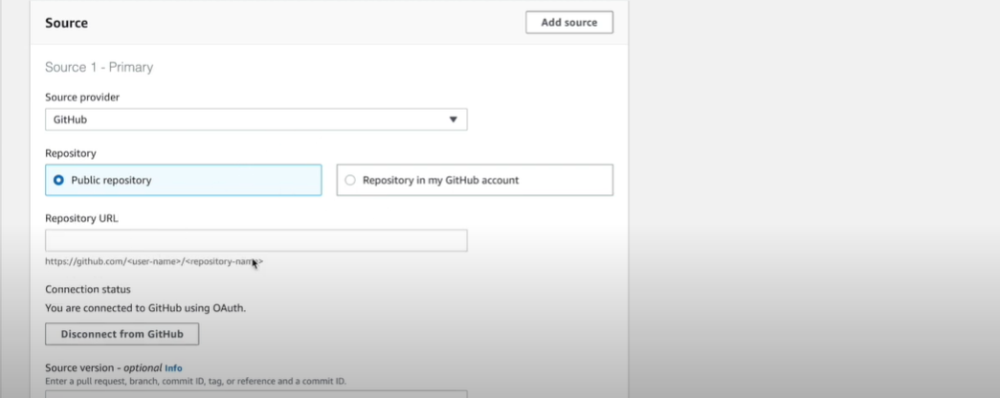 Source
Add source
Source 1 - Primary
Source provider
GitHub
Repository
Public repository
Repository in my GitHub account
Repository URL
https://github.com/<user-name>/<repository-name>
Connection status
You are connected to GitHub using OAuth.
Disconnect from GitHub
Source version - optional Info
Enter a pull request, branch, commit ID, tag, or reference and a commit ID.